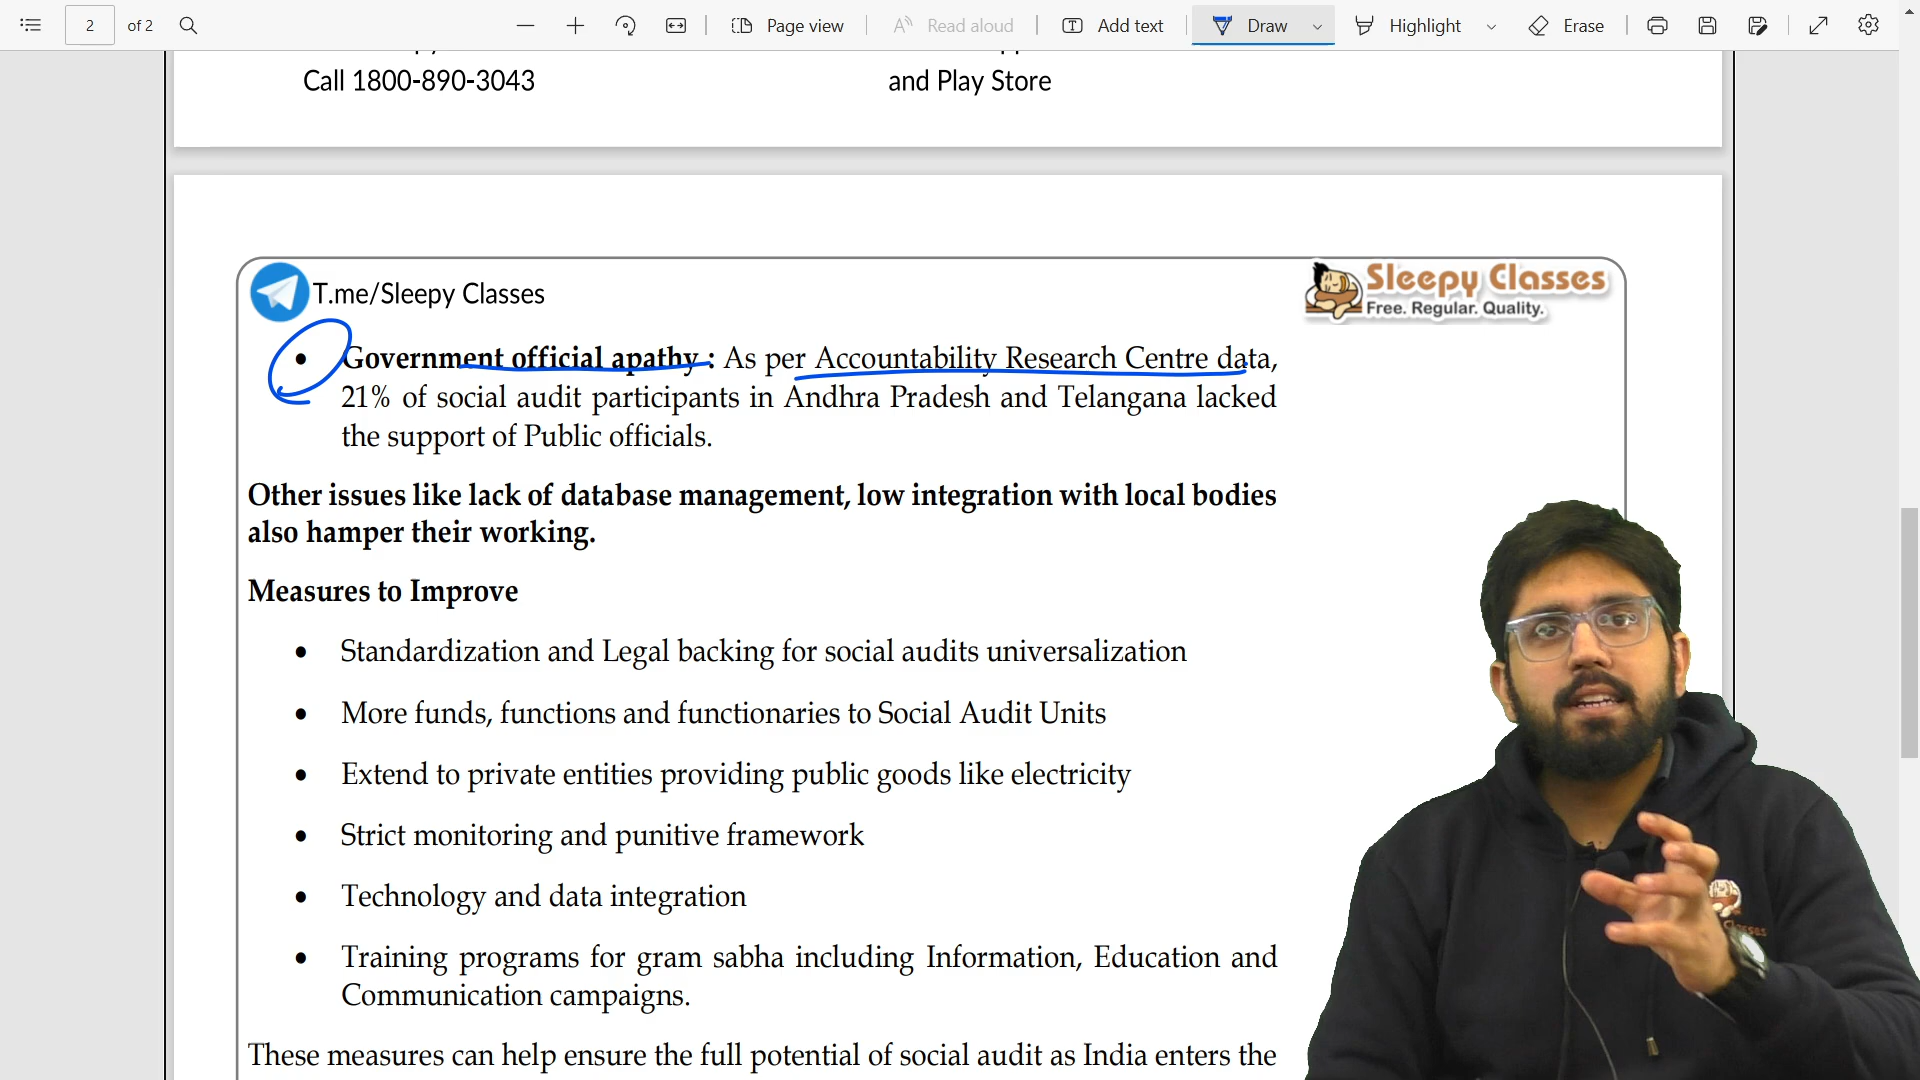 2 of 2 Page view Read aloud Add text Draw Highlight Erase
Call 1800-890-3043
and Play Store
T.me/Sleepy Classes
Sleepy Classes
Free. Regular. Quality.
• Government official apathy : As per Accountability Research Centre data,
21% of social audit participants in Andhra Pradesh and Telangana lacked
the support of Public officials.
Other issues like lack of database management, low integration with local bodies
also hamper their working.
Measures to Improve
• Standardization and Legal backing for social audits universalization
• More funds, functions and functionaries to Social Audit Units
• Extend to private entities providing public goods like electricity
• Strict monitoring and punitive framework
• Technology and data integration
• Training programs for gram sabha including Information, Education and
Communication campaigns.
These measures can help ensure the full potential of social audit as India enters the